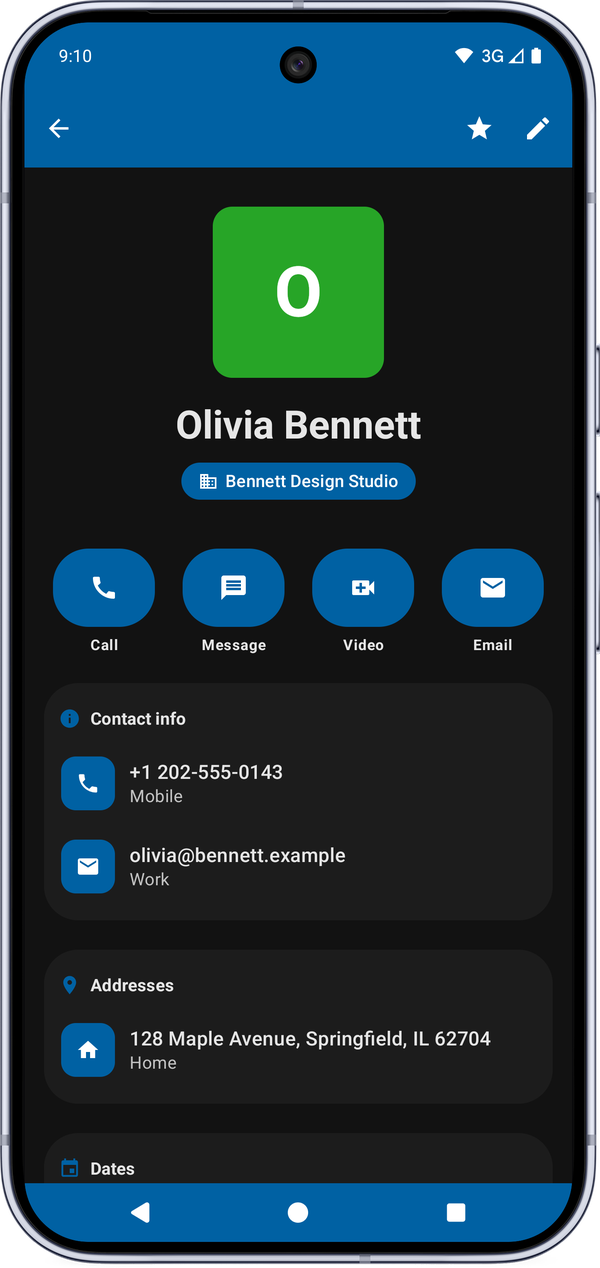 9:10
3G
O
Olivia Bennett
Bennett Design Studio
Call
Message
Video
Email
Contact info
+1 202-555-0143
Mobile
olivia@bennett.example
Work
Addresses
128 Maple Avenue, Springfield, IL 62704
Home
Dates